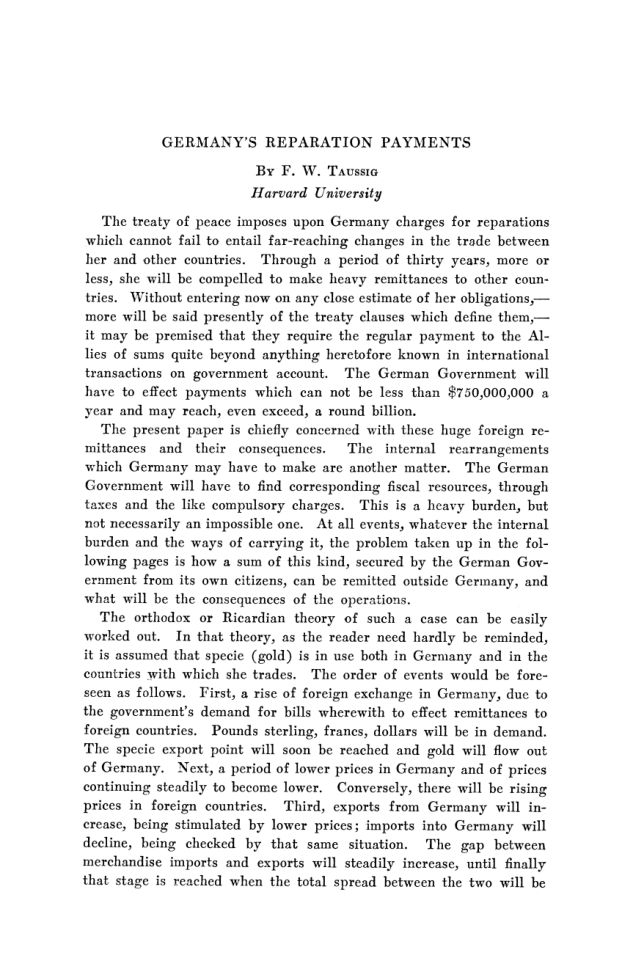 GERMANY'S REPARATION PAYMENTS
By F. W. Taussig
Harvard University
The treaty of peace imposes upon Germany charges for reparations
which cannot fail to entail far-reaching changes in the trade between
her and other countries. Through a period of thirty years, more or
less, she will be compelled to make heavy remittances to other coun-
tries. Without entering now on any close estimate of her obligations,—
more will be said presently of the treaty clauses which define them,—
it may be premised that they require the regular payment to the Al-
lies of sums quite beyond anything heretofore known in international
transactions on government account. The German Government will
have to effect payments which can not be less than $750,000,000 a
year and may reach, even exceed, a round billion.
The present paper is chiefly concerned with these huge foreign re-
mittances and their consequences. The internal rearrangements
which Germany may have to make are another matter. The German
Government will have to find corresponding fiscal resources, through
taxes and the like compulsory charges. This is a heavy burden, but
not necessarily an impossible one. At all events, whatever the internal
burden and the ways of carrying it, the problem taken up in the fol-
lowing pages is how a sum of this kind, secured by the German Gov-
ernment from its own citizens, can be remitted outside Germany, and
what will be the consequences of the operations.
The orthodox or Ricardian theory of such a case can be easily
worked out. In that theory, as the reader need hardly be reminded,
it is assumed that specie (gold) is in use both in Germany and in the
countries with which she trades. The order of events would be fore-
seen as follows. First, a rise of foreign exchange in Germany, due to
the government's demand for bills wherewith to effect remittances to
foreign countries. Pounds sterling, francs, dollars will be in demand.
The specie export point will soon be reached and gold will flow out
of Germany. Next, a period of lower prices in Germany and of prices
continuing steadily to become lower. Conversely, there will be rising
prices in foreign countries. Third, exports from Germany will in-
crease, being stimulated by lower prices; imports into Germany will
decline, being checked by that same situation. The gap between
merchandise imports and exports will steadily increase, until finally
that stage is reached when the total spread between the two will be